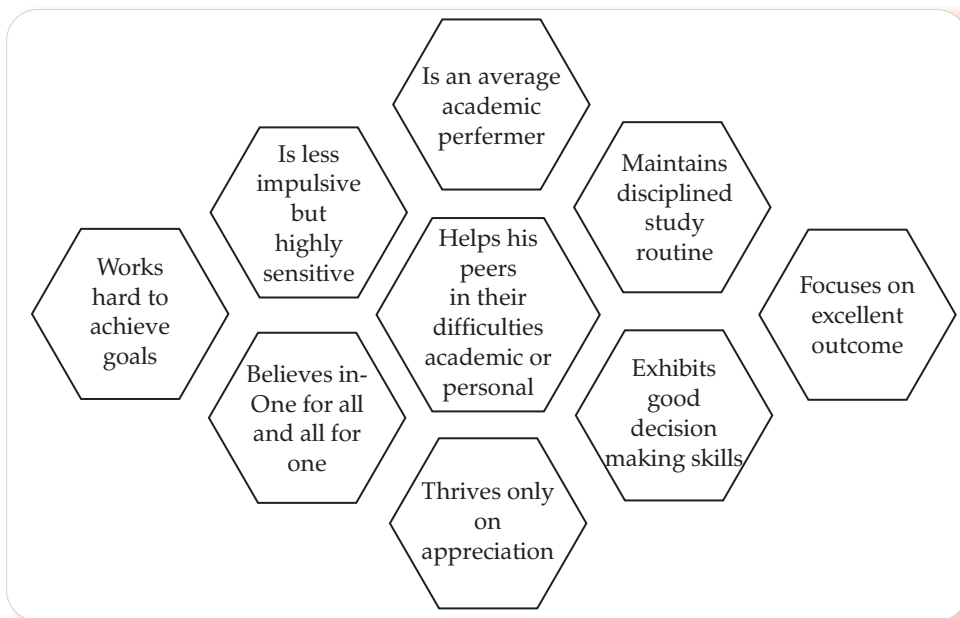 Is an average
academic
perfermer
Is less
impulsive
but
highly
sensitive
Maintains
disciplined
study
routine
Works
hard to
achieve
goals
Helps his
peers
in their
difficulties
academic or
personal
Focuses on
excellent
outcome
Believes in-
One for all
and all for
one
Exhibits
good
decision
making skills
Thrives only
on
appreciation